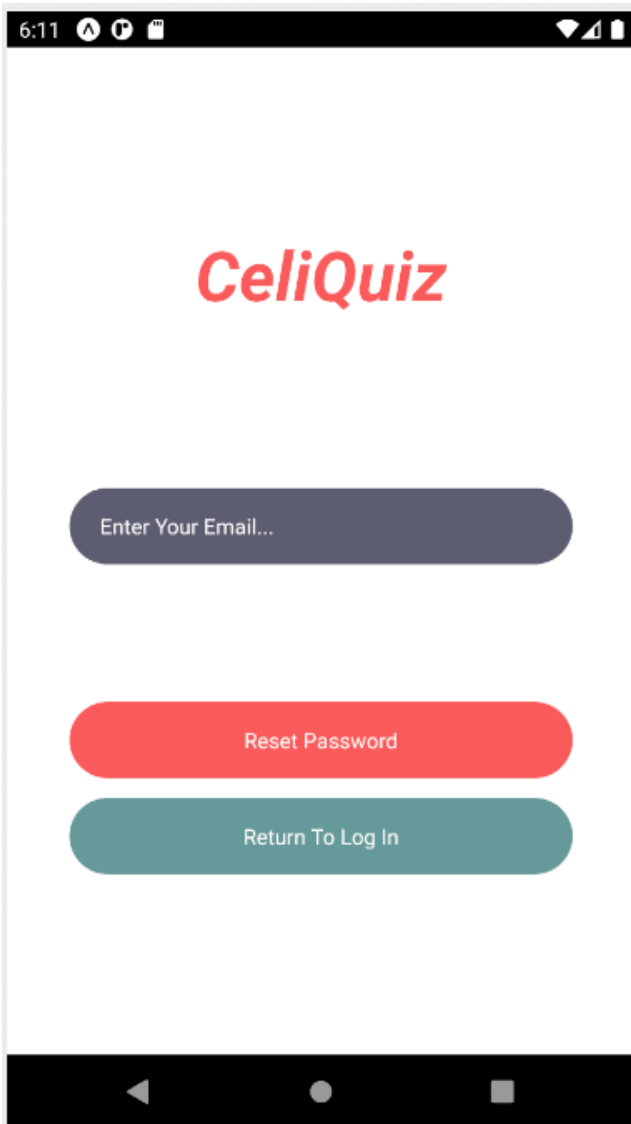 6:11
CeliQuiz
Enter Your Email...
Reset Password
Return To Log In